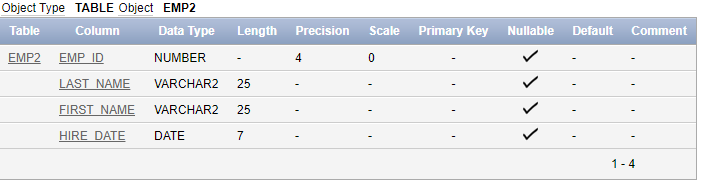 Object Type TABLE Object EMP2
Table Column Data Type Length Precision Scale Primary Key Nullable Default Comment
EMP2 EMP_ID NUMBER - 4 0 - ✓ - -
LAST_NAME VARCHAR2 25 - - - ✓ - -
FIRST_NAME VARCHAR2 25 - - - ✓ - -
HIRE_DATE DATE 7 - - - ✓ - -
1 - 4